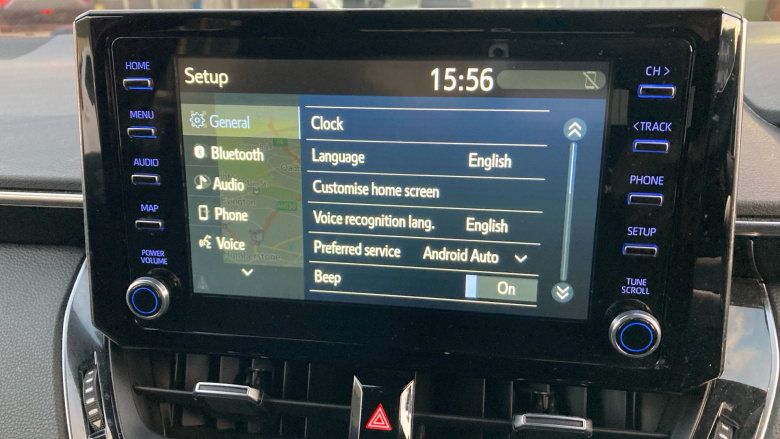 HOME
MENU
AUDIO
MAP
POWER
VOLUME
Setup
15:56
General
Bluetooth
Audio
Phone
Voice
Clock
Language English
Customise home screen
Voice recognition lang. English
Preferred service Android Auto
Beep On
CH >
< TRACK
PHONE
SETUP
TUNE
SCROLL